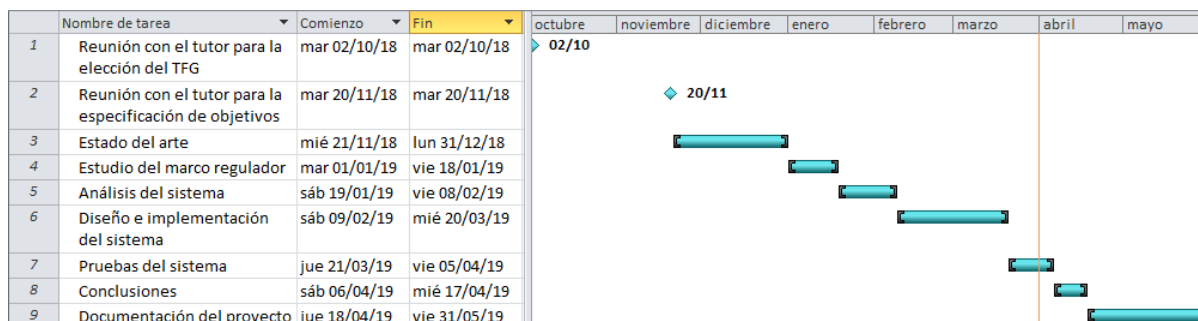 Nombre de tarea Comienzo Fin octubre noviembre diciembre enero febrero marzo abril mayo
1 Reunión con el tutor para la mar 02/10/18 mar 02/10/18 02/10
elección del TFG
2 Reunión con el tutor para la mar 20/11/18 mar 20/11/18 20/11
especificación de objetivos
3 Estado del arte mié 21/11/18 lun 31/12/18
4 Estudio del marco regulador mar 01/01/19 vie 18/01/19
5 Análisis del sistema sáb 19/01/19 vie 08/02/19
6 Diseño e implementación sáb 09/02/19 mié 20/03/19
del sistema
7 Pruebas del sistema jue 21/03/19 vie 05/04/19
8 Conclusiones sáb 06/04/19 mié 17/04/19
9 Documentación del proyecto jue 18/04/19 vie 31/05/19